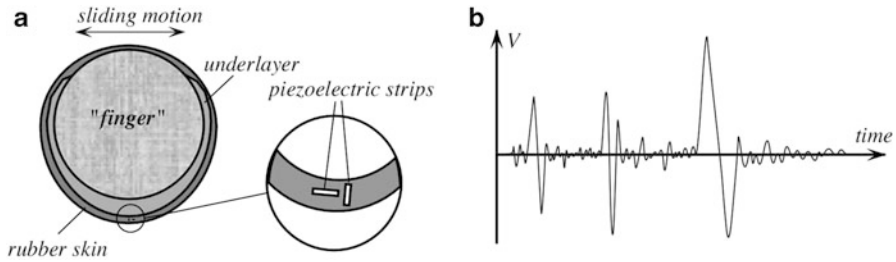 a
sliding motion
underlayer
piezoelectric strips
"finger"
rubber skin
b
V
time